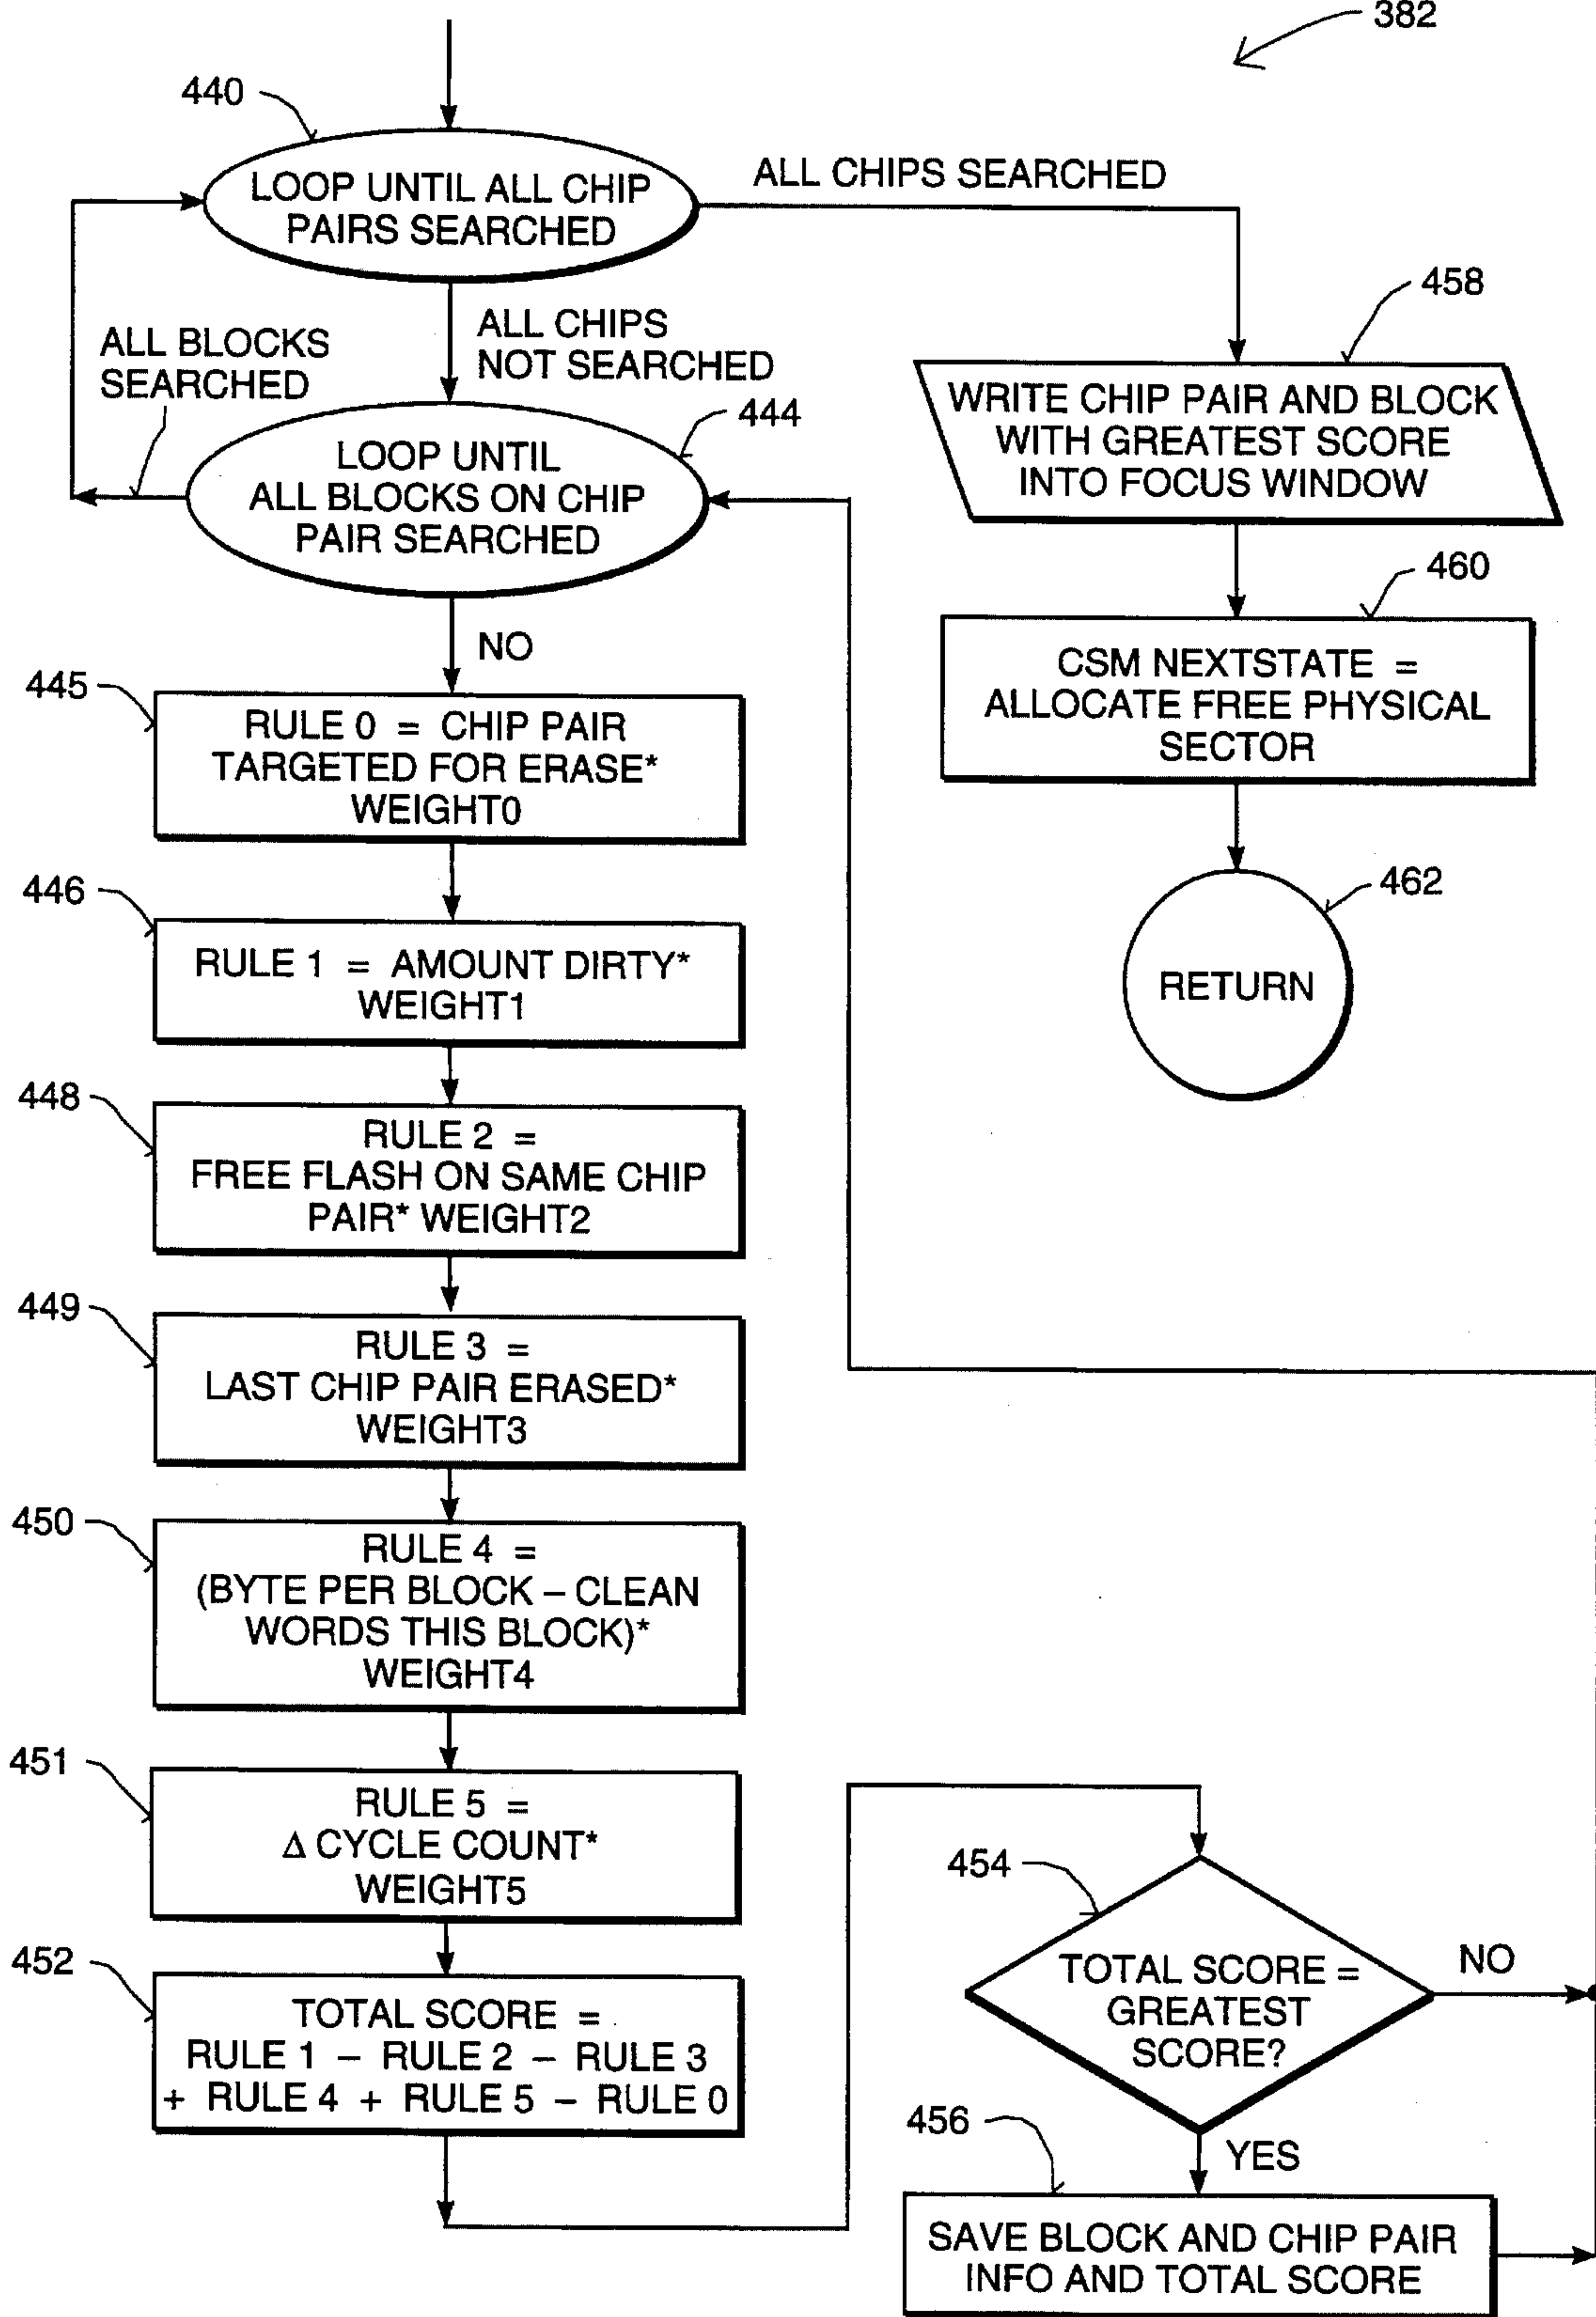 382
440
LOOP UNTIL ALL CHIP
PAIRS SEARCHED
ALL CHIPS SEARCHED
ALL CHIPS
NOT SEARCHED
ALL BLOCKS
SEARCHED
444
LOOP UNTIL
ALL BLOCKS ON CHIP
PAIR SEARCHED
NO
445
RULE 0 = CHIP PAIR
TARGETED FOR ERASE*
WEIGHT0
446
RULE 1 = AMOUNT DIRTY*
WEIGHT1
448
RULE 2 =
FREE FLASH ON SAME CHIP
PAIR* WEIGHT2
449
RULE 3 =
LAST CHIP PAIR ERASED*
WEIGHT3
450
RULE 4 =
(BYTE PER BLOCK – CLEAN
WORDS THIS BLOCK)*
WEIGHT4
451
RULE 5 =
Δ CYCLE COUNT*
WEIGHT5
452
TOTAL SCORE =
RULE 1 – RULE 2 – RULE 3
+ RULE 4 + RULE 5 – RULE 0
454
TOTAL SCORE =
GREATEST
SCORE?
NO
YES
456
SAVE BLOCK AND CHIP PAIR
INFO AND TOTAL SCORE
458
WRITE CHIP PAIR AND BLOCK
WITH GREATEST SCORE
INTO FOCUS WINDOW
460
CSM NEXTSTATE =
ALLOCATE FREE PHYSICAL
SECTOR
462
RETURN